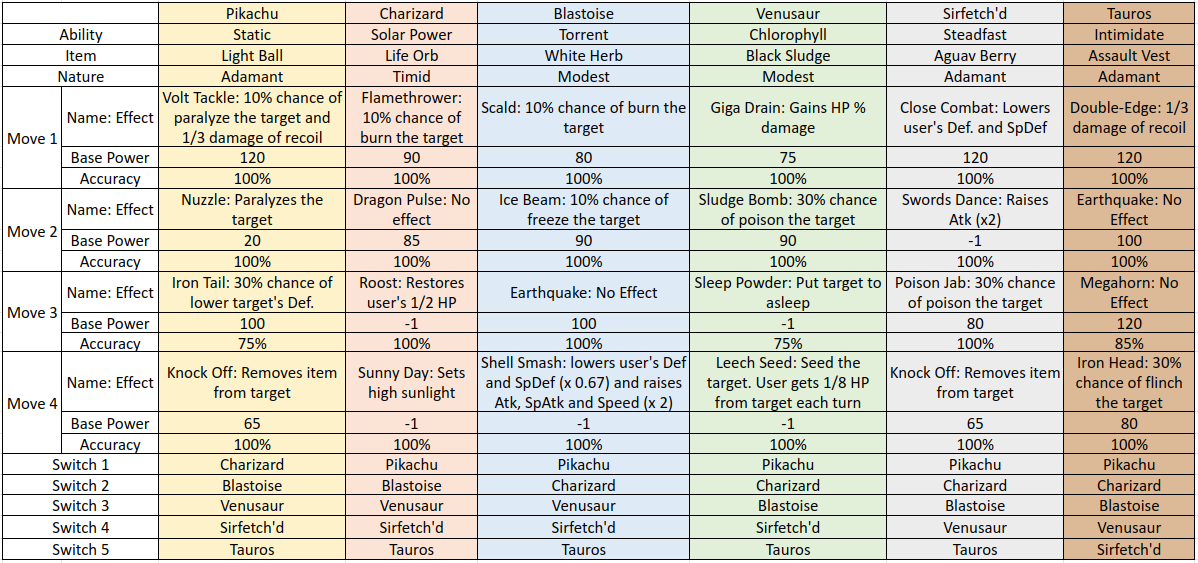 Pikachu Charizard Blastoise Venusaur Sirfetch'd Tauros
Ability Static Solar Power Torrent Chlorophyll Steadfast Intimidate
Item Light Ball Life Orb White Herb Black Sludge Aguav Berry Assault Vest
Nature Adamant Timid Modest Modest Adamant Adamant
Move 1
Name: Effect
Volt Tackle: 10% chance of
paralyze the target and
1/3 damage of recoil
Flamethrower:
10% chance of
burn the target
Scald: 10% chance of burn the
target
Giga Drain: Gains HP %
damage
Close Combat: Lowers
user's Def. and SpDef
Double-Edge: 1/3
damage of recoil
Base Power 120 90 80 75 120 120
Accuracy 100% 100% 100% 100% 100% 100%
Move 2
Name: Effect
Nuzzle: Paralyzes the
target
Dragon Pulse: No
effect
Ice Beam: 10% chance of
freeze the target
Sludge Bomb: 30% chance
of poison the target
Swords Dance: Raises
Atk (x2)
Earthquake: No
Effect
Base Power 20 85 90 90 -1 100
Accuracy 100% 100% 100% 100% 100% 100%
Move 3
Name: Effect
Iron Tail: 30% chance of
lower target's Def.
Roost: Restores
user's 1/2 HP
Earthquake: No Effect
Sleep Powder: Put target to
asleep
Poison Jab: 30% chance
of poison the target
Megahorn: No
Effect
Base Power 100 -1 100 -1 80 120
Accuracy 75% 100% 100% 75% 100% 85%
Move 4
Name: Effect
Knock Off: Removes item
from target
Sunny Day: Sets
high sunlight
Shell Smash: lowers user's Def
and SpDef (x 0.67) and raises
Atk, SpAtk and Speed (x 2)
Leech Seed: Seed the
target. User gets 1/8 HP
from target each turn
Knock Off: Removes item
from target
Iron Head: 30%
chance of flinch
the target
Base Power 65 -1 -1 -1 65 80
Accuracy 100% 100% 100% 100% 100% 100%
Switch 1 Charizard Pikachu Pikachu Pikachu Pikachu Pikachu
Switch 2 Blastoise Blastoise Charizard Charizard Charizard Charizard
Switch 3 Venusaur Venusaur Venusaur Blastoise Blastoise Blastoise
Switch 4 Sirfetch'd Sirfetch'd Sirfetch'd Sirfetch'd Venusaur Venusaur
Switch 5 Tauros Tauros Tauros Tauros Tauros Sirfetch'd